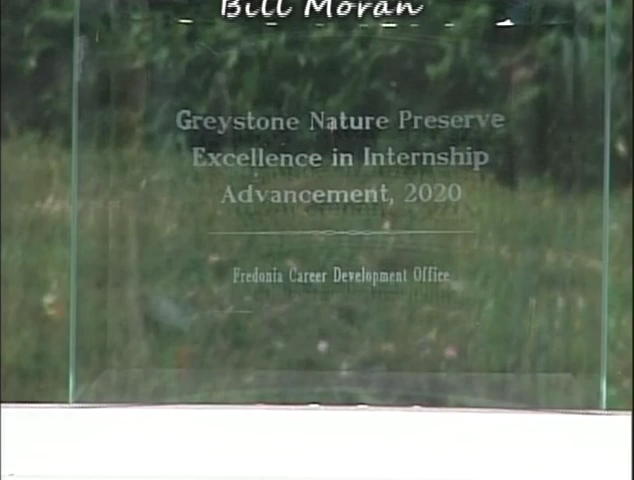 Bill Moran
Greystone Nature Preserve
Excellence in Internship
Advancement, 2020
Fredonia Career Development Office